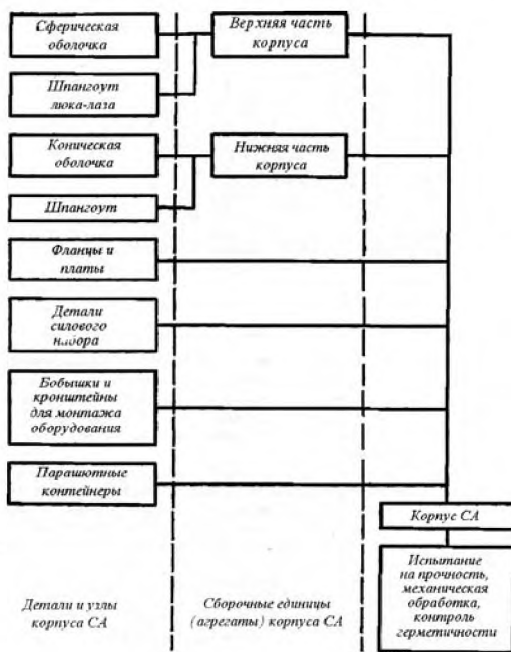 Сферическая
оболочка
Верхняя часть
корпуса
Шпангоут
люка-лаза
Коническая
оболочка
Нижняя часть
корпуса
Шпангоут
Фланцы и
платы
Детали
силового
набора
Бобышки и
кронштейны
для монтажа
оборудования
Парашютные
контейнеры
Корпус СА
Испытание
на прочность,
механическая
обработка,
контроль
герметичности
Детали и узлы
корпуса СА
Сборочные единицы
(агрегаты) корпуса СА